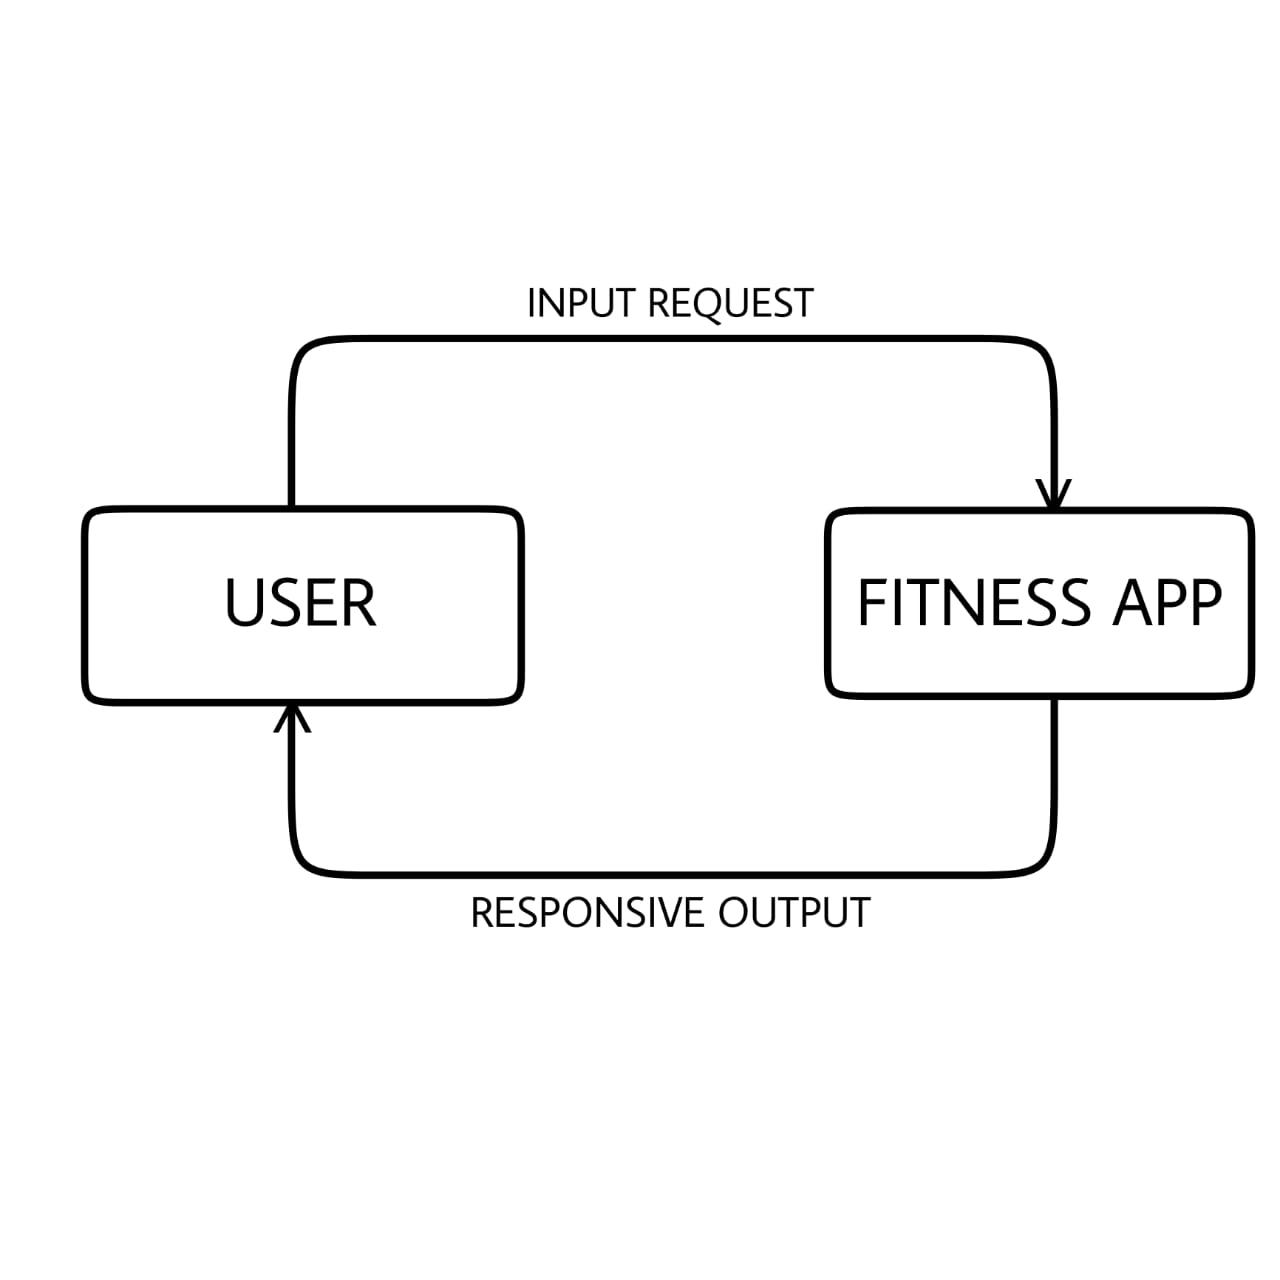 INPUT REQUEST
USER
FITNESS APP
RESPONSIVE OUTPUT